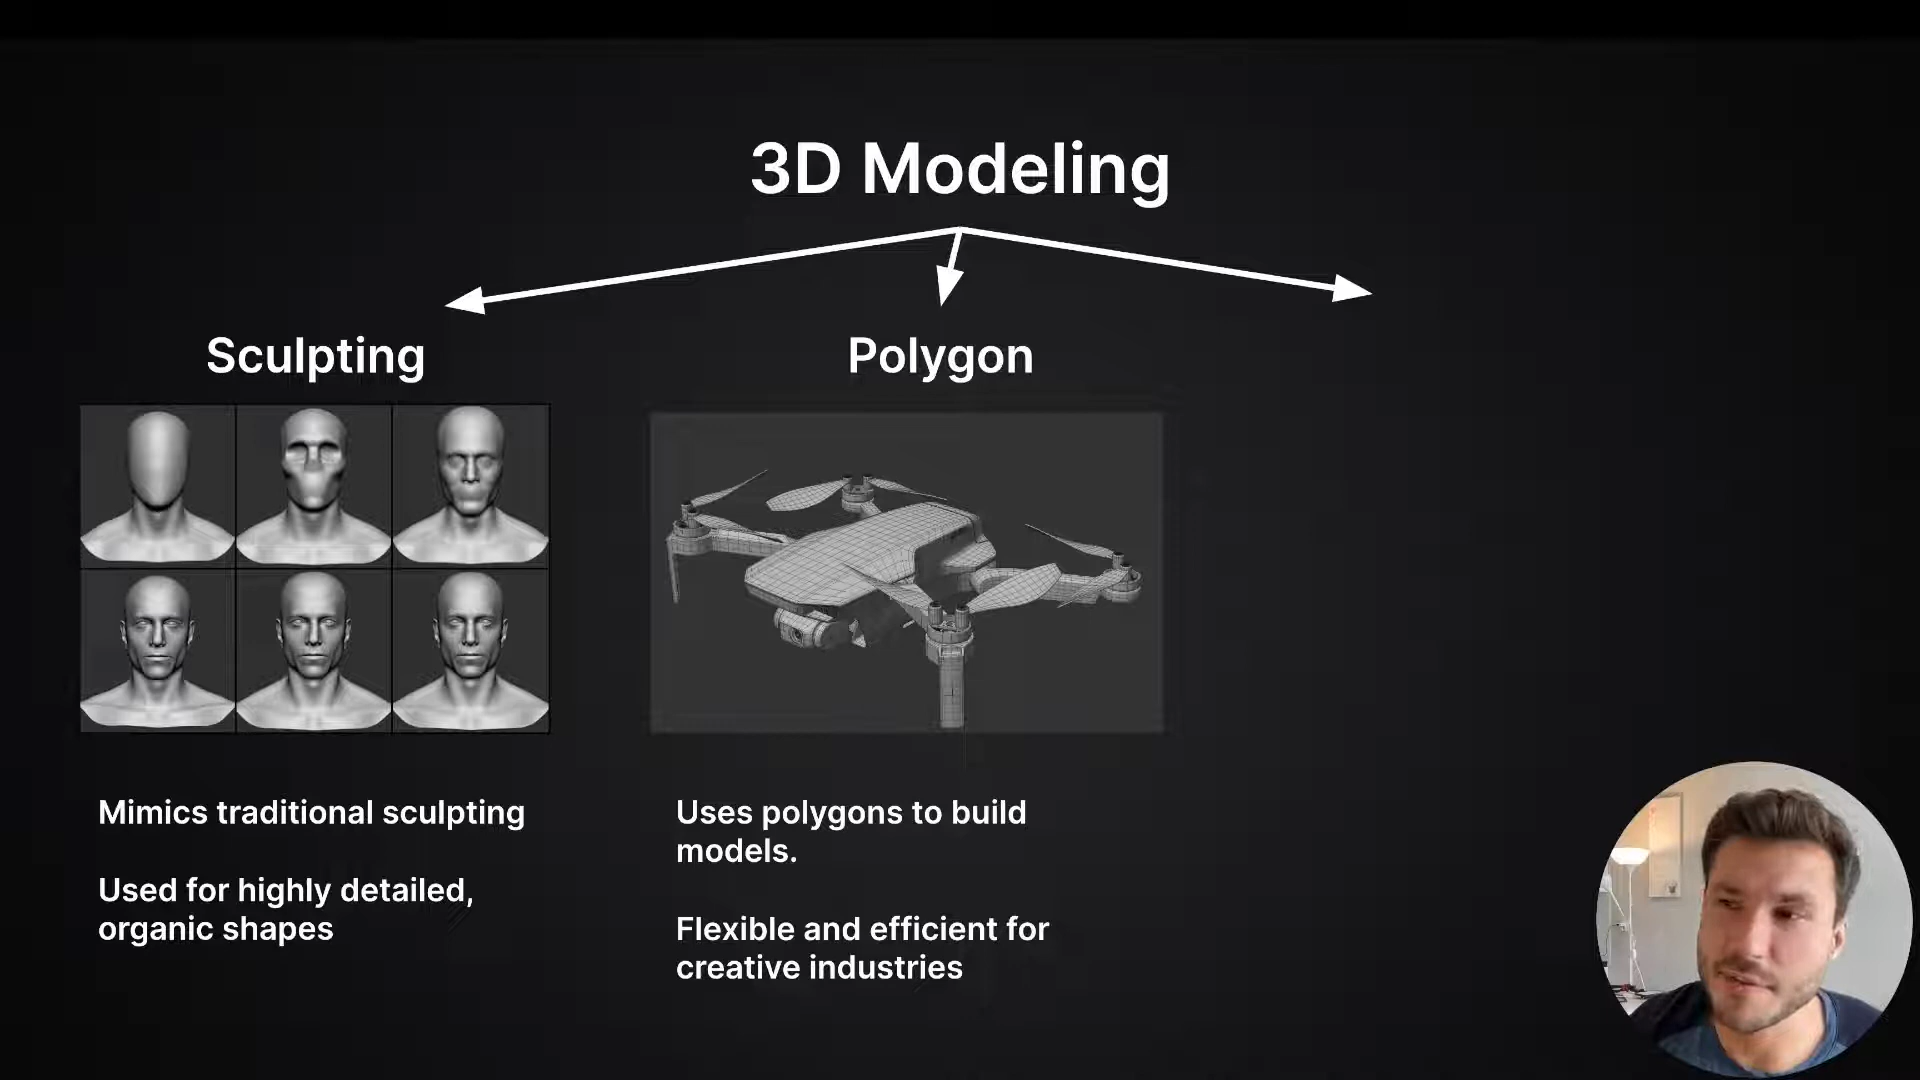 3D Modeling
Sculpting
Polygon
Mimics traditional sculpting
Used for highly detailed,
organic shapes
Uses polygons to build
models.
Flexible and efficient for
creative industries